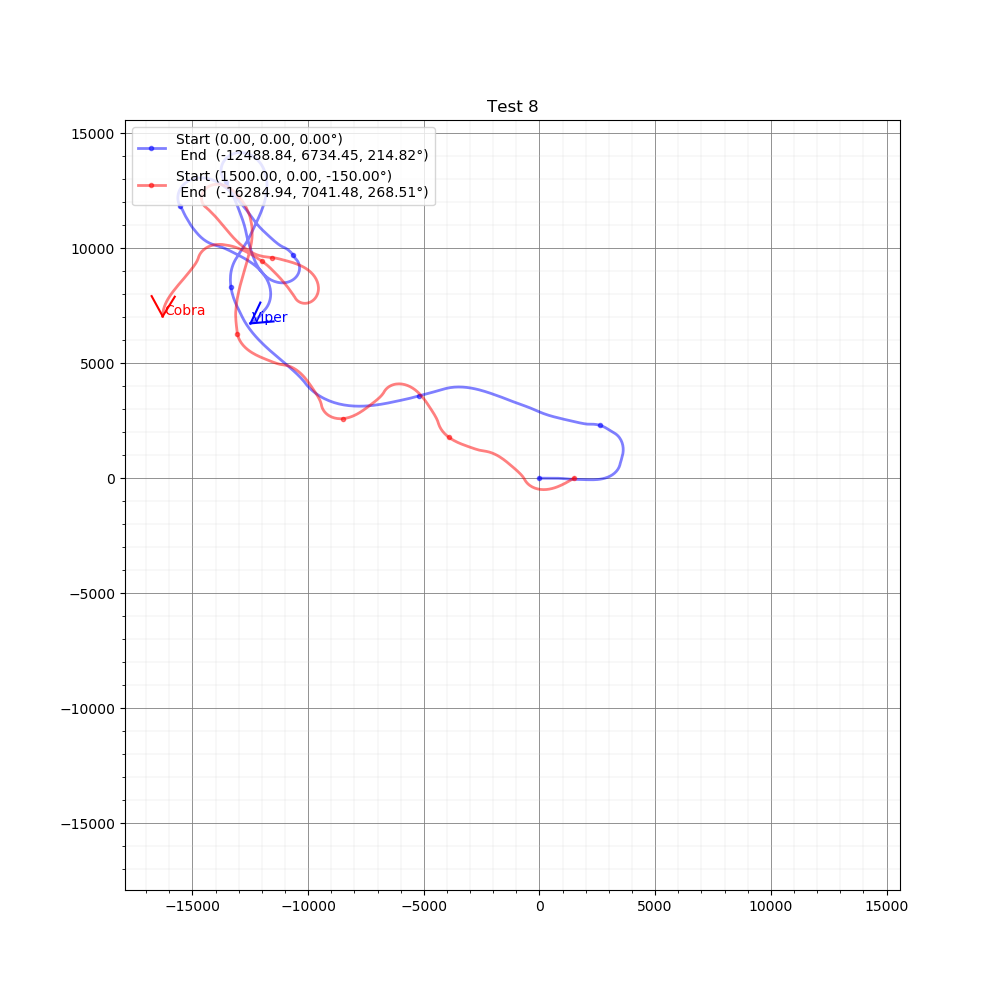 Test 8
Start (0.00, 0.00, 0.00°)
End (-12488.84, 6734.45, 214.82°)
Start (1500.00, 0.00, -150.00°)
End (-16284.94, 7041.48, 268.51°)
15000
10000
5000
0
−5000
−10000
−15000
Cobra
Viper
−15000 −10000 −5000 0 5000 10000 15000